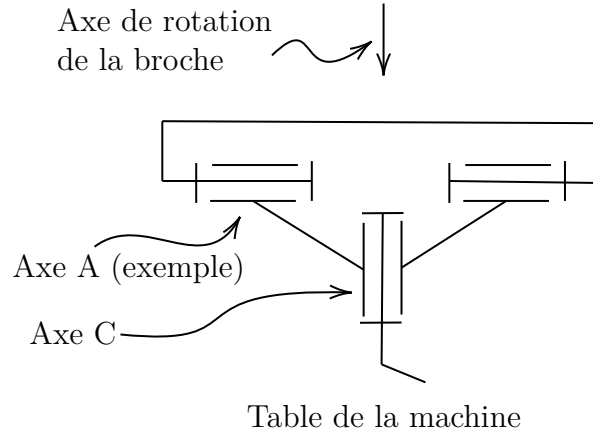 Axe de rotation
de la broche
Axe A (exemple)
Axe C
Table de la machine